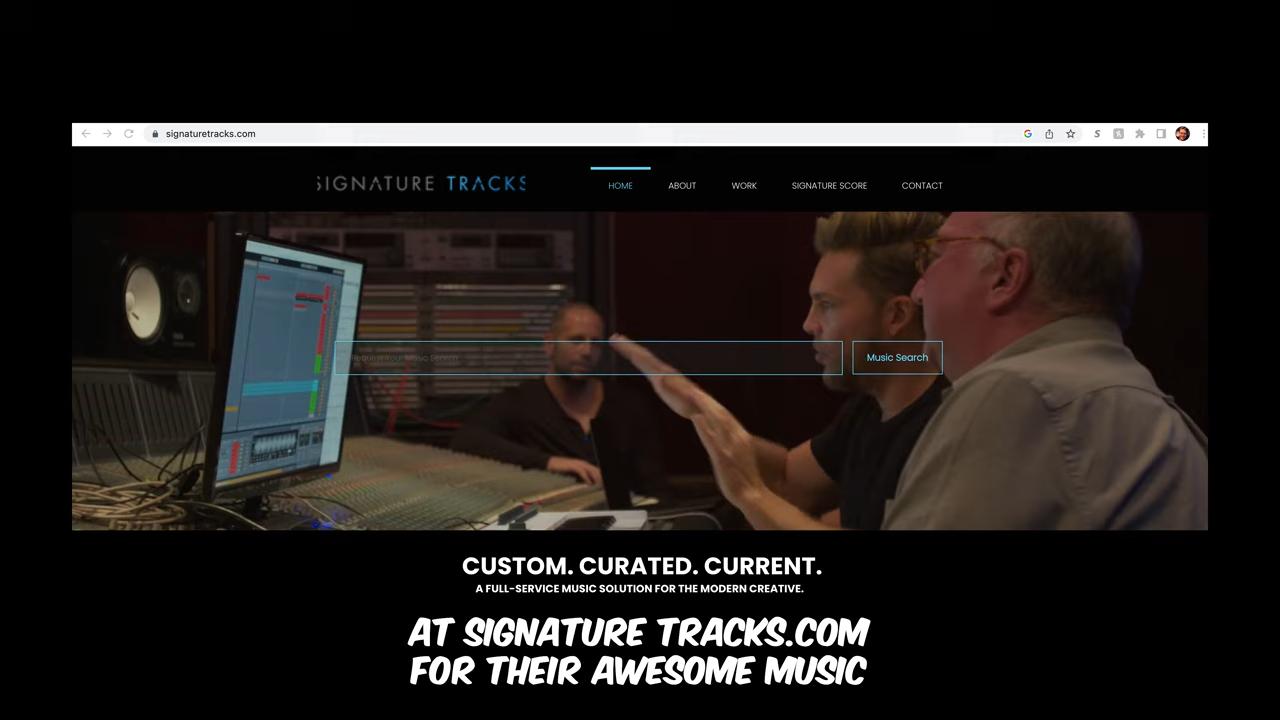 signaturetracks.com
SIGNATURE TRACKS
HOME ABOUT WORK SIGNATURE SCORE CONTACT
Music Search
CUSTOM. CURATED. CURRENT.
A FULL-SERVICE MUSIC SOLUTION FOR THE MODERN CREATIVE.
AT SIGNATURE TRACKS.COM
FOR THEIR AWESOME MUSIC